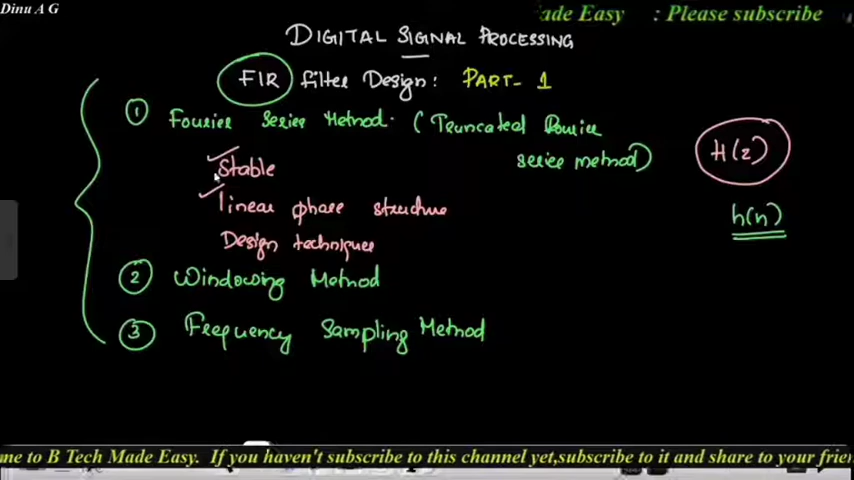 Dinu A G
ade Easy : Please subscribe
DIGITAL SIGNAL PROCESSING
FIR Filter Design: PART- 1
1 Fourier Series Method. (Truncated Fourier
series method)
H(z)
Stable
linear phase structure
h(n)
Design techniques
2 Windowing Method
3 Frequency Sampling Method
me to B Tech Made Easy. If you haven't subscribe to this channel yet,subscribe to it and share to your frie